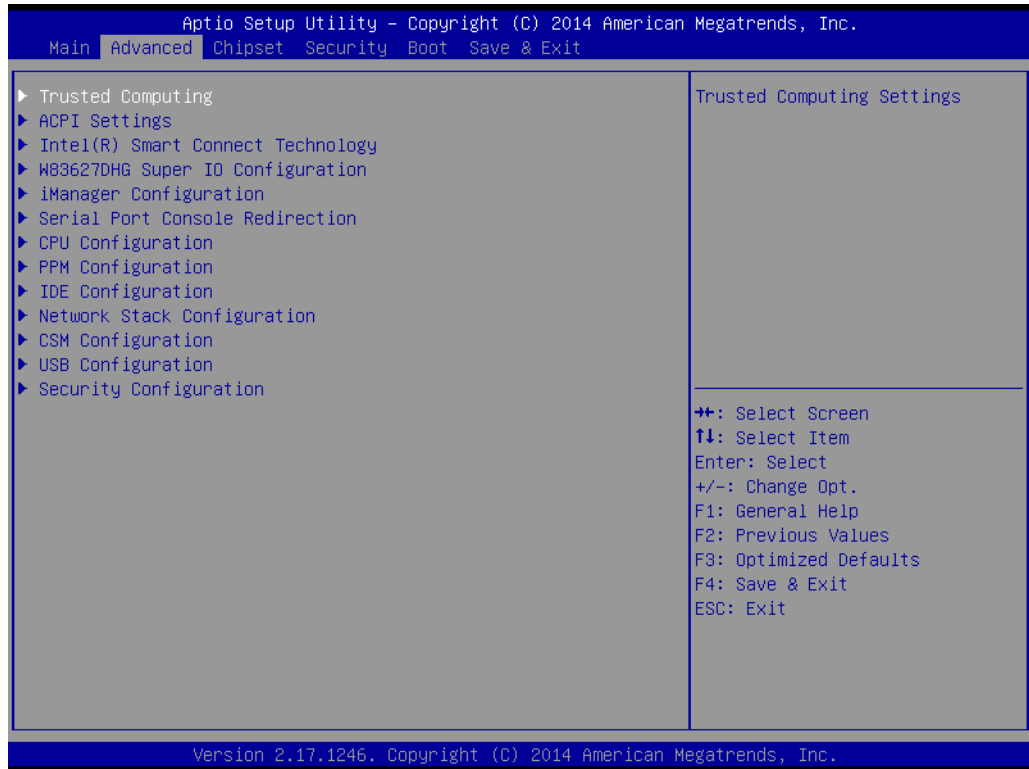 Aptio Setup Utility – Copyright (C) 2014 American Megatrends, Inc.
Main Advanced Chipset Security Boot Save & Exit
▶ Trusted Computing
▶ ACPI Settings
▶ Intel(R) Smart Connect Technology
▶ W83627DHG Super IO Configuration
▶ iManager Configuration
▶ Serial Port Console Redirection
▶ CPU Configuration
▶ PPM Configuration
▶ IDE Configuration
▶ Network Stack Configuration
▶ CSM Configuration
▶ USB Configuration
▶ Security Configuration
Trusted Computing Settings
→←: Select Screen
↑↓: Select Item
Enter: Select
+/-: Change Opt.
F1: General Help
F2: Previous Values
F3: Optimized Defaults
F4: Save & Exit
ESC: Exit
Version 2.17.1246. Copyright (C) 2014 American Megatrends, Inc.